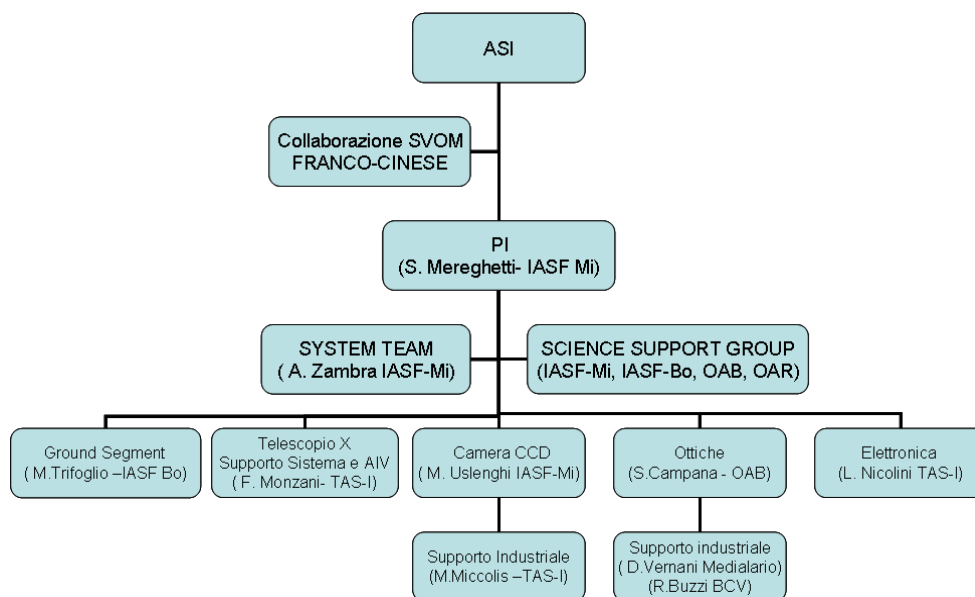 ASI
Collaborazione SVOM
FRANCO-CINESE
PI
(S. Mereghetti- IASF Mi)
SYSTEM TEAM
( A. Zambra IASF-Mi)
SCIENCE SUPPORT GROUP
(IASF-Mi, IASF-Bo, OAB, OAR)
Ground Segment
( M.Trifoglio –IASF Bo)
Telescopio X
Supporto Sistema e AIV
( F. Monzani- TAS-I)
Camera CCD
( M. Uslenghi IASF-Mi)
Ottiche
(S.Campana - OAB)
Elettronica
(L. Nicolini TAS-I)
Supporto Industriale
(M.Miccolis –TAS-I)
Supporto industriale
( D.Vernani Medialario)
(R.Buzzi BCV)